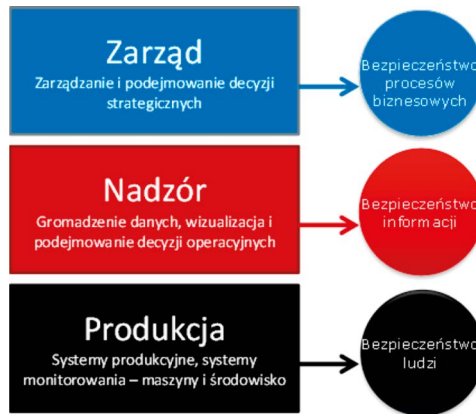 Zarząd
Zarządzanie i podejmowanie decyzji
strategicznych
Bezpieczeństwo
procesów
biznesowych
Nadzór
Gromadzenie danych, wizualizacja i
podejmowanie decyzji operacyjnych
Bezpieczeństwo
informacji
Produkcja
Systemy produkcyjne, systemy
monitorowania – maszyny i środowisko
Bezpieczeństwo
ludzi